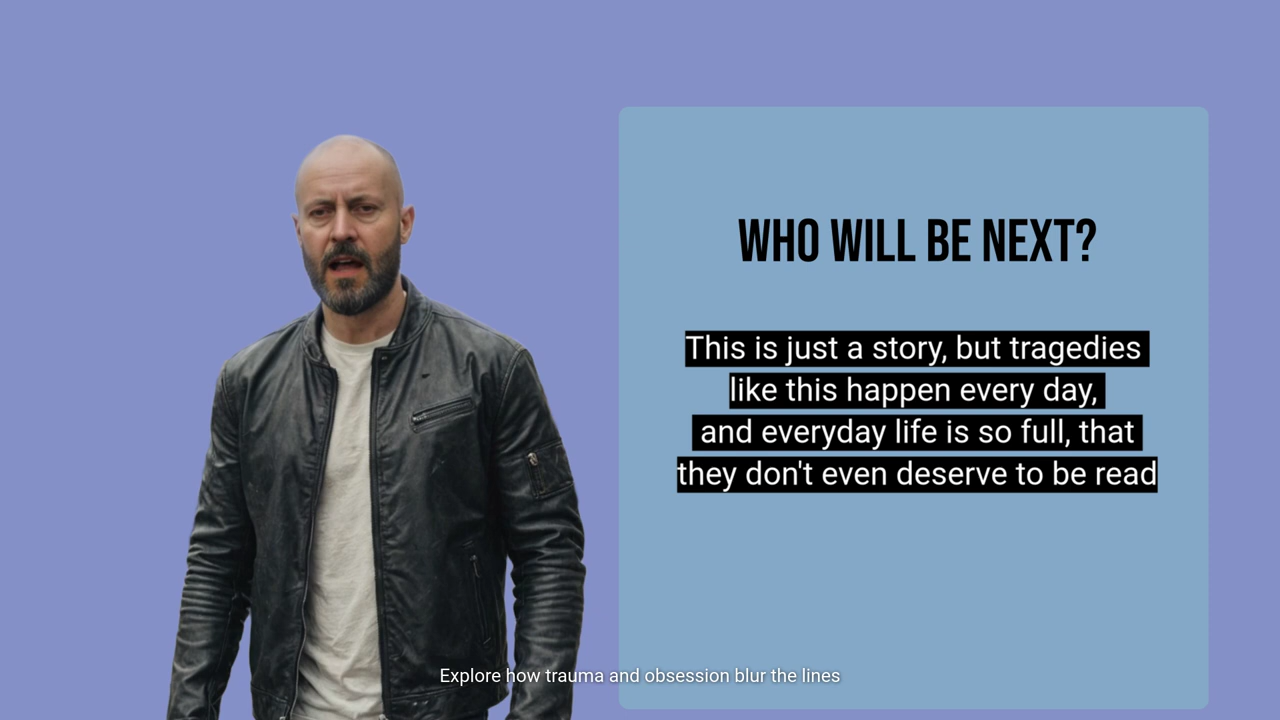 WHO WILL BE NEXT?
This is just a story, but tragedies
like this happen every day,
and everyday life is so full, that
they don't even deserve to be read
Explore how trauma and obsession blur the lines